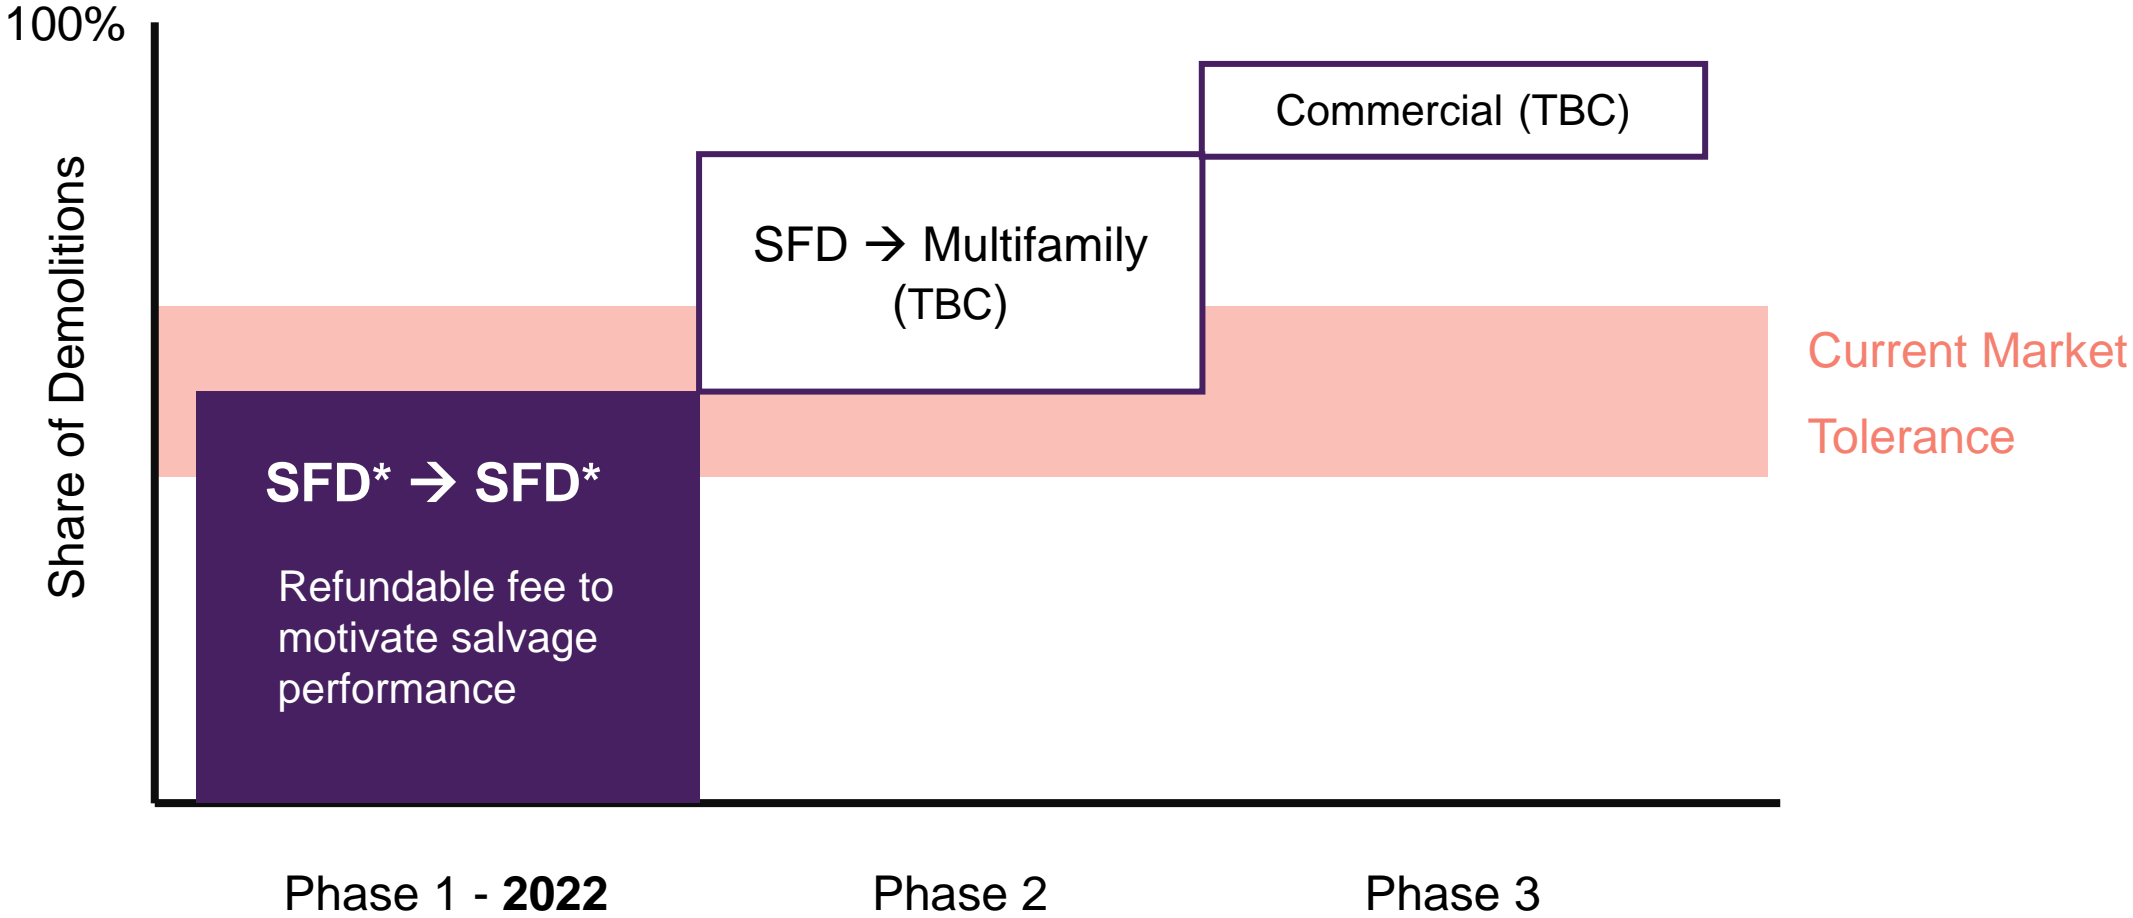 100%
Share of Demolitions
Commercial (TBC)
SFD → Multifamily
(TBC)
Current Market
Tolerance
SFD* → SFD*
Refundable fee to
motivate salvage
performance
Phase 1 - 2022
Phase 2
Phase 3